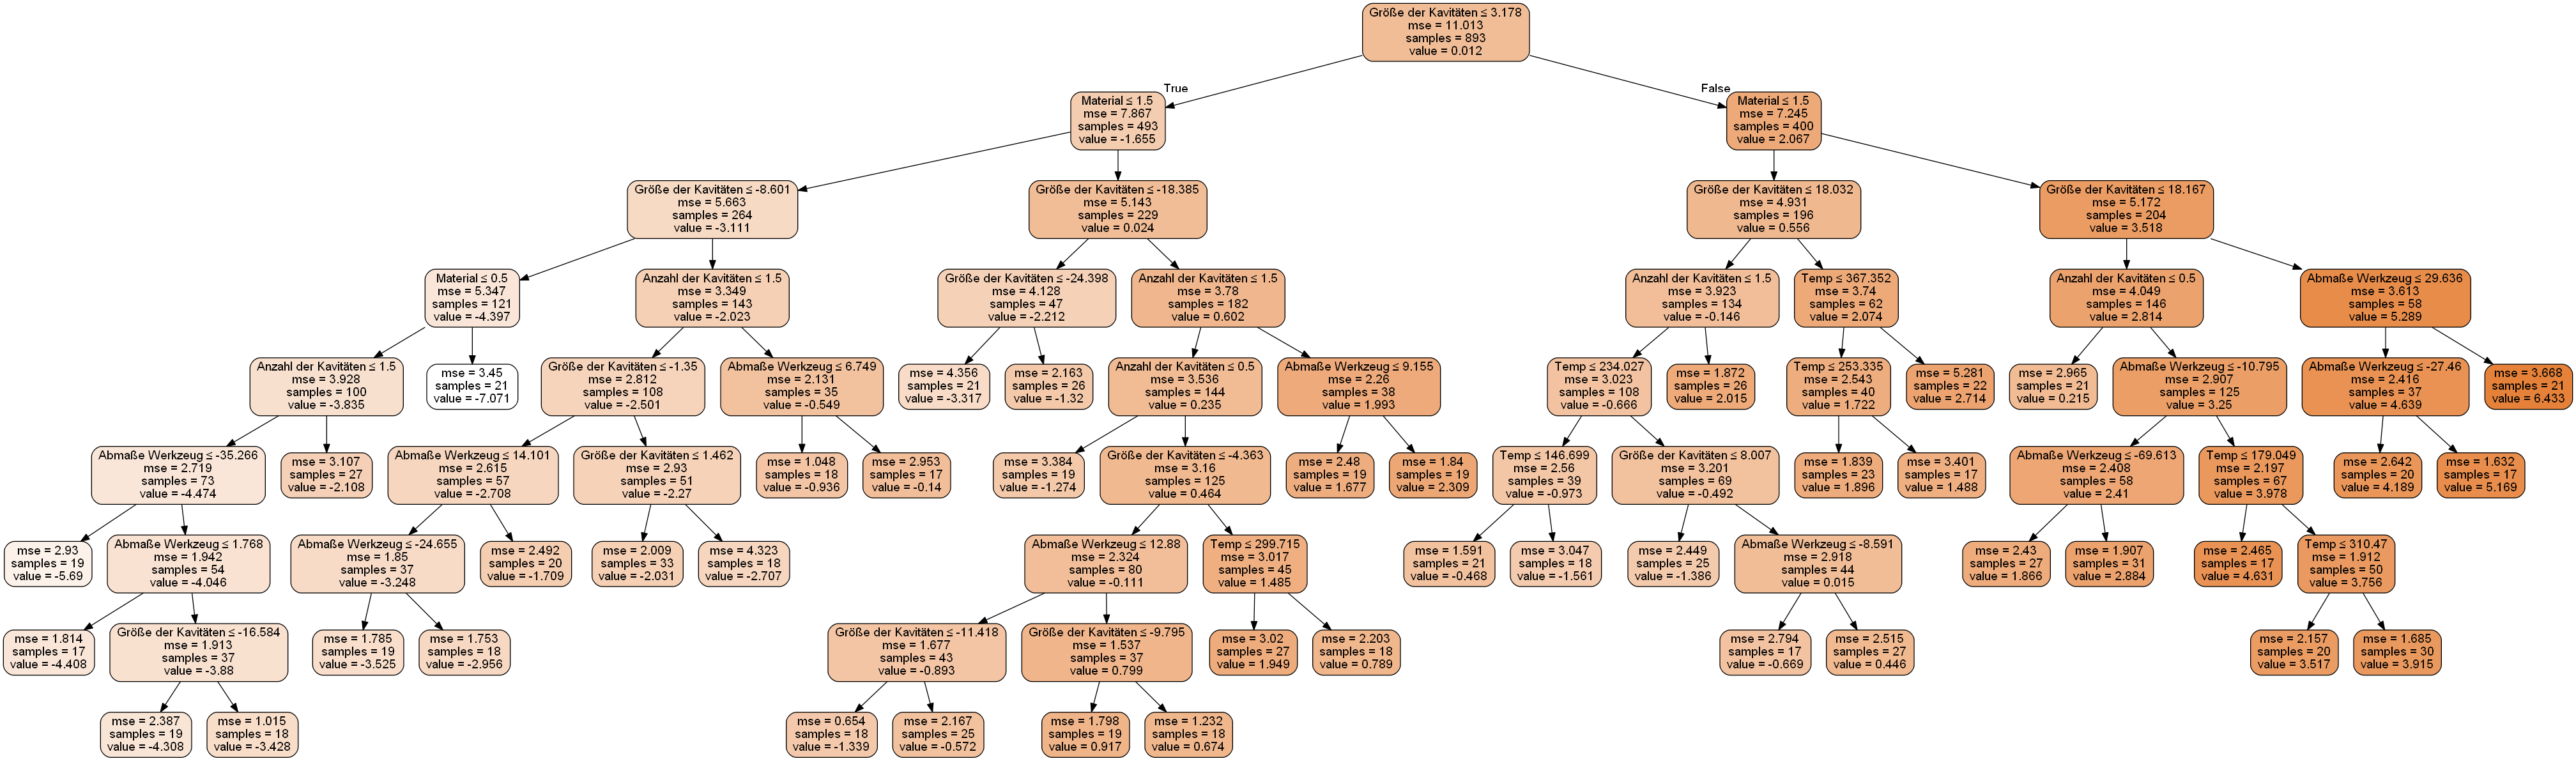 Größe der Kavitäten ≤ 3.178
mse = 11.013
samples = 893
value = 0.012
True
False
Material ≤ 1.5
mse = 7.867
samples = 493
value = -1.655
Material ≤ 1.5
mse = 7.245
samples = 400
value = 2.067
Größe der Kavitäten ≤ -8.601
mse = 5.663
samples = 264
value = -3.111
Größe der Kavitäten ≤ -18.385
mse = 5.143
samples = 229
value = 0.024
Größe der Kavitäten ≤ 18.032
mse = 4.931
samples = 196
value = 0.556
Größe der Kavitäten ≤ 18.167
mse = 5.172
samples = 204
value = 3.518
Material ≤ 0.5
mse = 5.347
samples = 121
value = -4.397
Anzahl der Kavitäten ≤ 1.5
mse = 3.349
samples = 143
value = -2.023
Größe der Kavitäten ≤ -24.398
mse = 4.128
samples = 47
value = -2.212
Anzahl der Kavitäten ≤ 1.5
mse = 3.78
samples = 182
value = 0.602
Anzahl der Kavitäten ≤ 1.5
mse = 3.923
samples = 134
value = -0.146
Temp ≤ 367.352
mse = 3.74
samples = 62
value = 2.074
Anzahl der Kavitäten ≤ 0.5
mse = 4.049
samples = 146
value = 2.814
Abmaße Werkzeug ≤ 29.636
mse = 3.613
samples = 58
value = 5.289
Anzahl der Kavitäten ≤ 1.5
mse = 3.928
samples = 100
value = -3.835
mse = 3.45
samples = 21
value = -7.071
Größe der Kavitäten ≤ -1.35
mse = 2.812
samples = 108
value = -2.501
Abmaße Werkzeug ≤ 6.749
mse = 2.131
samples = 35
value = -0.549
mse = 4.356
samples = 21
value = -3.317
mse = 2.163
samples = 26
value = -1.32
Anzahl der Kavitäten ≤ 0.5
mse = 3.536
samples = 144
value = 0.235
Abmaße Werkzeug ≤ 9.155
mse = 2.26
samples = 38
value = 1.993
Temp ≤ 234.027
mse = 3.023
samples = 108
value = -0.666
mse = 1.872
samples = 26
value = 2.015
Temp ≤ 253.335
mse = 2.543
samples = 40
value = 1.722
mse = 5.281
samples = 22
value = 2.714
mse = 2.965
samples = 21
value = 0.215
Abmaße Werkzeug ≤ -10.795
mse = 2.907
samples = 125
value = 3.25
Abmaße Werkzeug ≤ -27.46
mse = 2.416
samples = 37
value = 4.639
mse = 3.668
samples = 21
value = 6.433
Abmaße Werkzeug ≤ -35.266
mse = 2.719
samples = 73
value = -4.474
mse = 3.107
samples = 27
value = -2.108
Abmaße Werkzeug ≤ 14.101
mse = 2.615
samples = 57
value = -2.708
Größe der Kavitäten ≤ 1.462
mse = 2.93
samples = 51
value = -2.27
mse = 1.048
samples = 18
value = -0.936
mse = 2.953
samples = 17
value = -0.14
mse = 3.384
samples = 19
value = -1.274
Größe der Kavitäten ≤ -4.363
mse = 3.16
samples = 125
value = 0.464
mse = 2.48
samples = 19
value = 1.677
mse = 1.84
samples = 19
value = 2.309
Temp ≤ 146.699
mse = 2.56
samples = 39
value = -0.973
Größe der Kavitäten ≤ 8.007
mse = 3.201
samples = 69
value = -0.492
mse = 1.839
samples = 23
value = 1.896
mse = 3.401
samples = 17
value = 1.488
Abmaße Werkzeug ≤ -69.613
mse = 2.408
samples = 58
value = 2.41
Temp ≤ 179.049
mse = 2.197
samples = 67
value = 3.978
mse = 2.642
samples = 20
value = 4.189
mse = 1.632
samples = 17
value = 5.169
mse = 2.93
samples = 19
value = -5.69
Abmaße Werkzeug ≤ 1.768
mse = 1.942
samples = 54
value = -4.046
Abmaße Werkzeug ≤ -24.655
mse = 1.85
samples = 37
value = -3.248
mse = 2.492
samples = 20
value = -1.709
mse = 2.009
samples = 33
value = -2.031
mse = 4.323
samples = 18
value = -2.707
Abmaße Werkzeug ≤ 12.88
mse = 2.324
samples = 80
value = -0.111
Temp ≤ 299.715
mse = 3.017
samples = 45
value = 1.485
mse = 1.591
samples = 21
value = -0.468
mse = 3.047
samples = 18
value = -1.561
mse = 2.449
samples = 25
value = -1.386
Abmaße Werkzeug ≤ -8.591
mse = 2.918
samples = 44
value = 0.015
mse = 2.43
samples = 27
value = 1.866
mse = 1.907
samples = 31
value = 2.884
mse = 2.465
samples = 17
value = 4.631
Temp ≤ 310.47
mse = 1.912
samples = 50
value = 3.756
mse = 1.814
samples = 17
value = -4.408
Größe der Kavitäten ≤ -16.584
mse = 1.913
samples = 37
value = -3.88
mse = 1.785
samples = 19
value = -3.525
mse = 1.753
samples = 18
value = -2.956
Größe der Kavitäten ≤ -11.418
mse = 1.677
samples = 43
value = -0.893
Größe der Kavitäten ≤ -9.795
mse = 1.537
samples = 37
value = 0.799
mse = 3.02
samples = 27
value = 1.949
mse = 2.203
samples = 18
value = 0.789
mse = 2.794
samples = 17
value = -0.669
mse = 2.515
samples = 27
value = 0.446
mse = 2.157
samples = 20
value = 3.517
mse = 1.685
samples = 30
value = 3.915
mse = 2.387
samples = 19
value = -4.308
mse = 1.015
samples = 18
value = -3.428
mse = 0.654
samples = 18
value = -1.339
mse = 2.167
samples = 25
value = -0.572
mse = 1.798
samples = 19
value = 0.917
mse = 1.232
samples = 18
value = 0.674